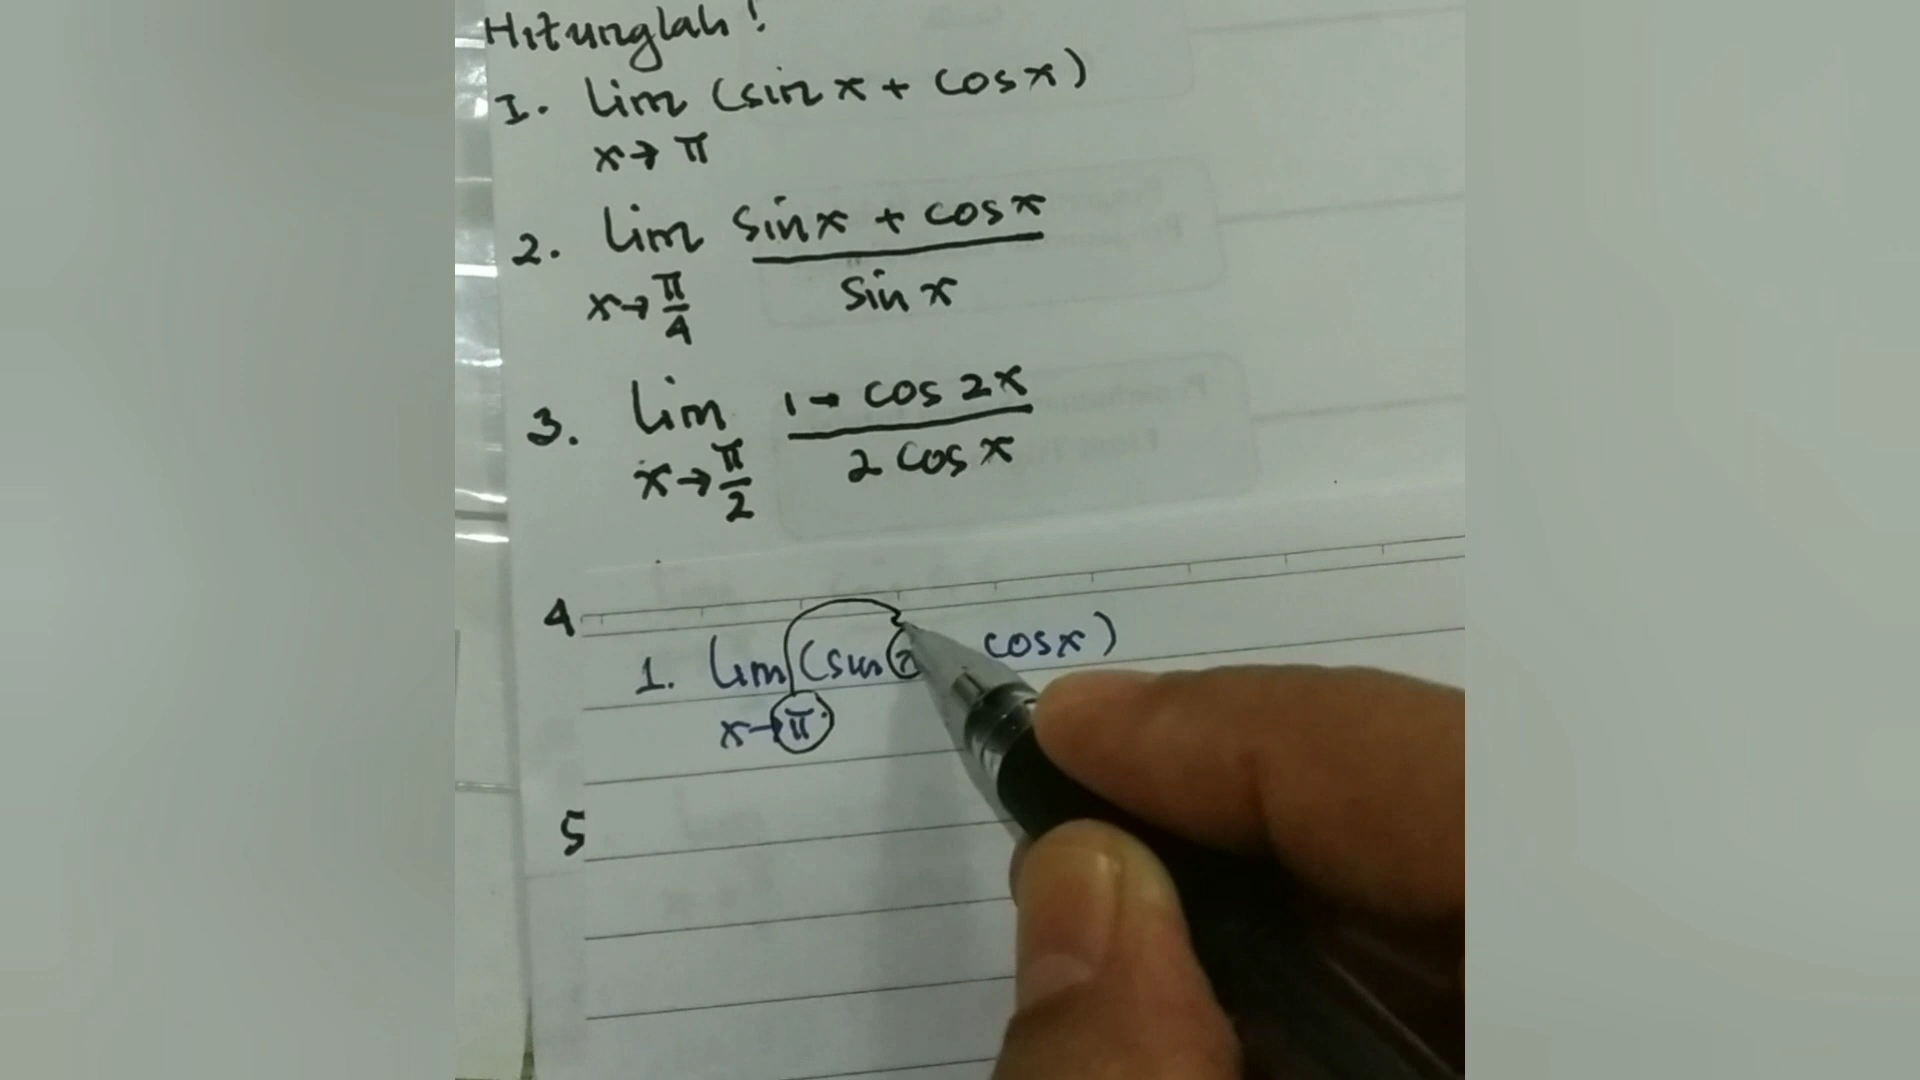 Hitunglah!
1. lim (sin x + cos x)
x→π
2. lim sin x + cos x
x→π/4 sin x
3. lim 1 - cos 2x
x→π/2 2 cos x
4
1. lim (sin x cos x)
x→π
5